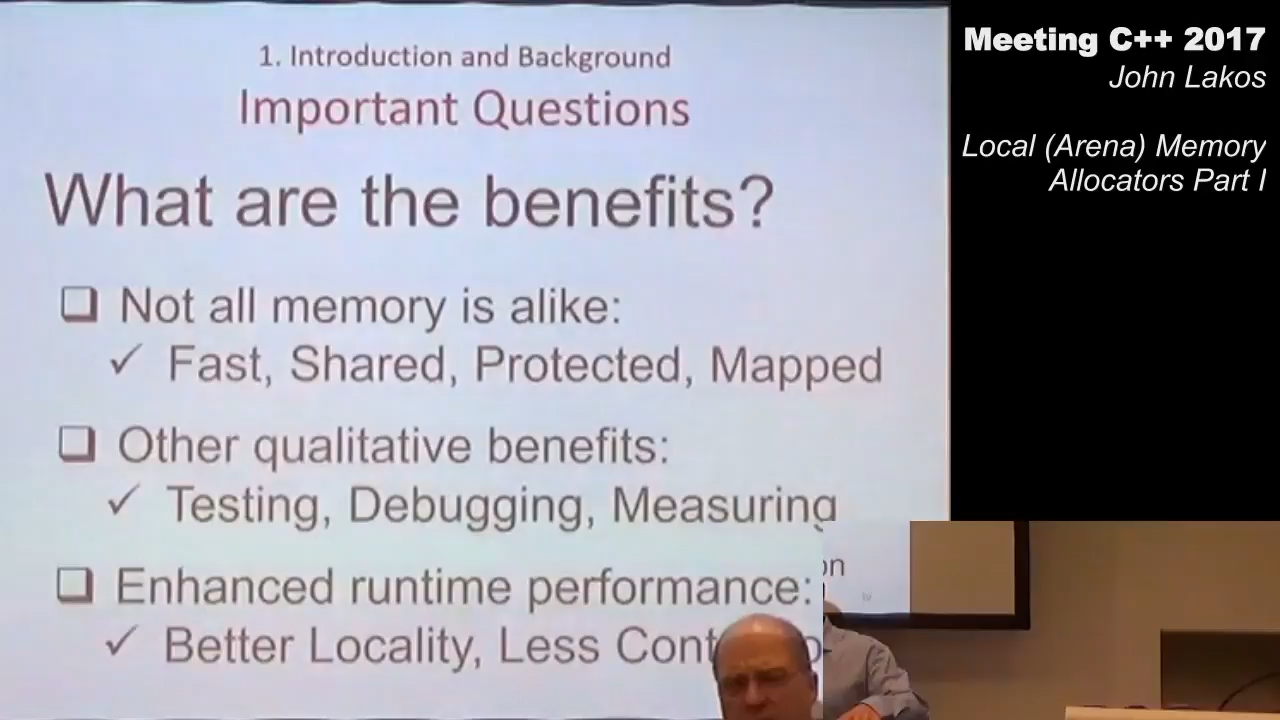 1. Introduction and Background
Important Questions
What are the benefits?
❑ Not all memory is alike:
✓ Fast, Shared, Protected, Mapped
❑ Other qualitative benefits:
✓ Testing, Debugging, Measuring
❑ Enhanced runtime performance:
✓ Better Locality, Less
on
Meeting C++ 2017
John Lakos
Local (Arena) Memory
Allocators Part I